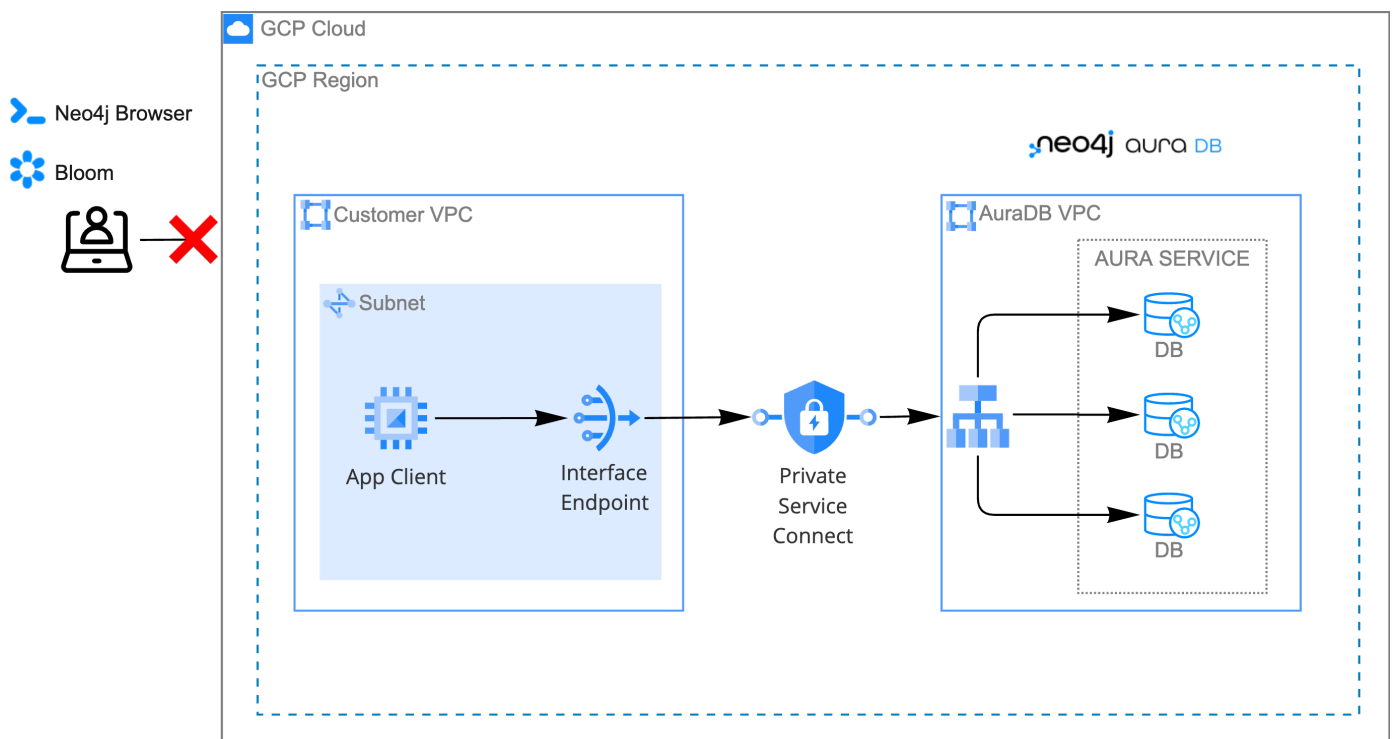 GCP Cloud
GCP Region
Neo4j Browser
Bloom
neo4j aura DB
Customer VPC
Subnet
App Client
Interface
Endpoint
Private
Service
Connect
AuraDB VPC
AURA SERVICE
DB
DB
DB